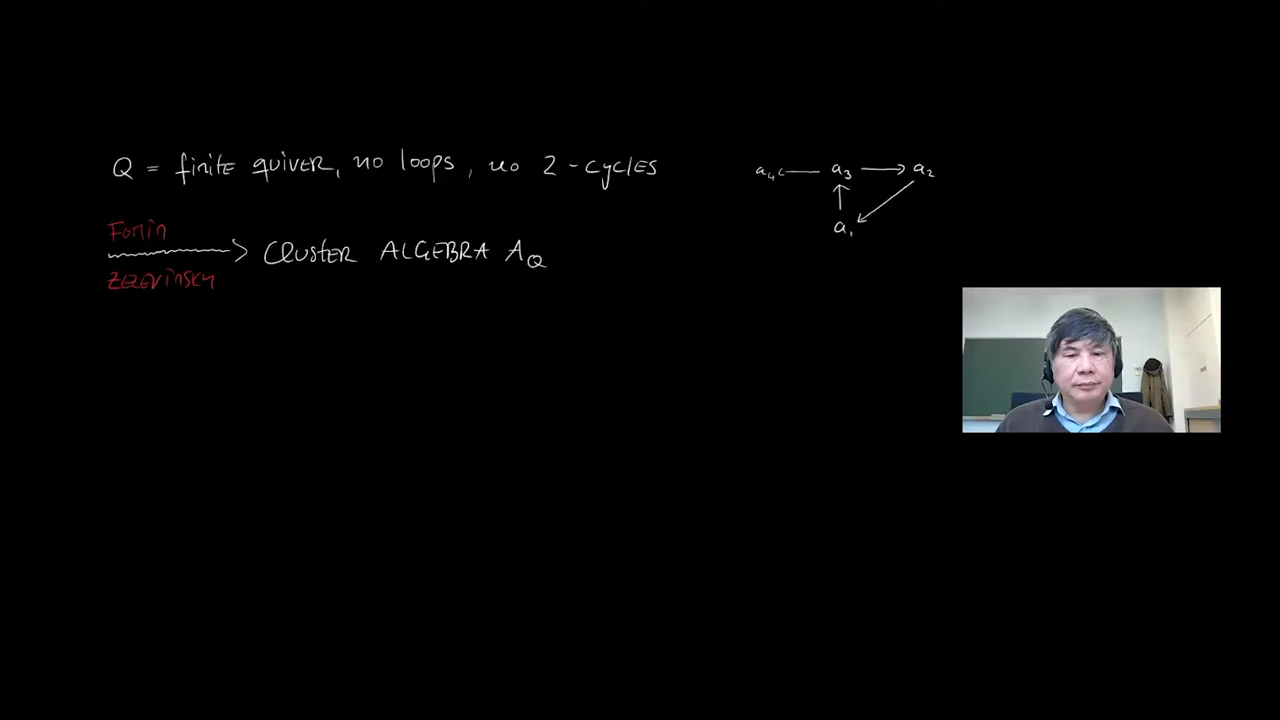 Q = finite quiver, no loops, no 2-cycles
a₄ ← a₃ → a₂
a₁
Fomin
⟿ CLUSTER ALGEBRA A_Q
ZELEVINSKY